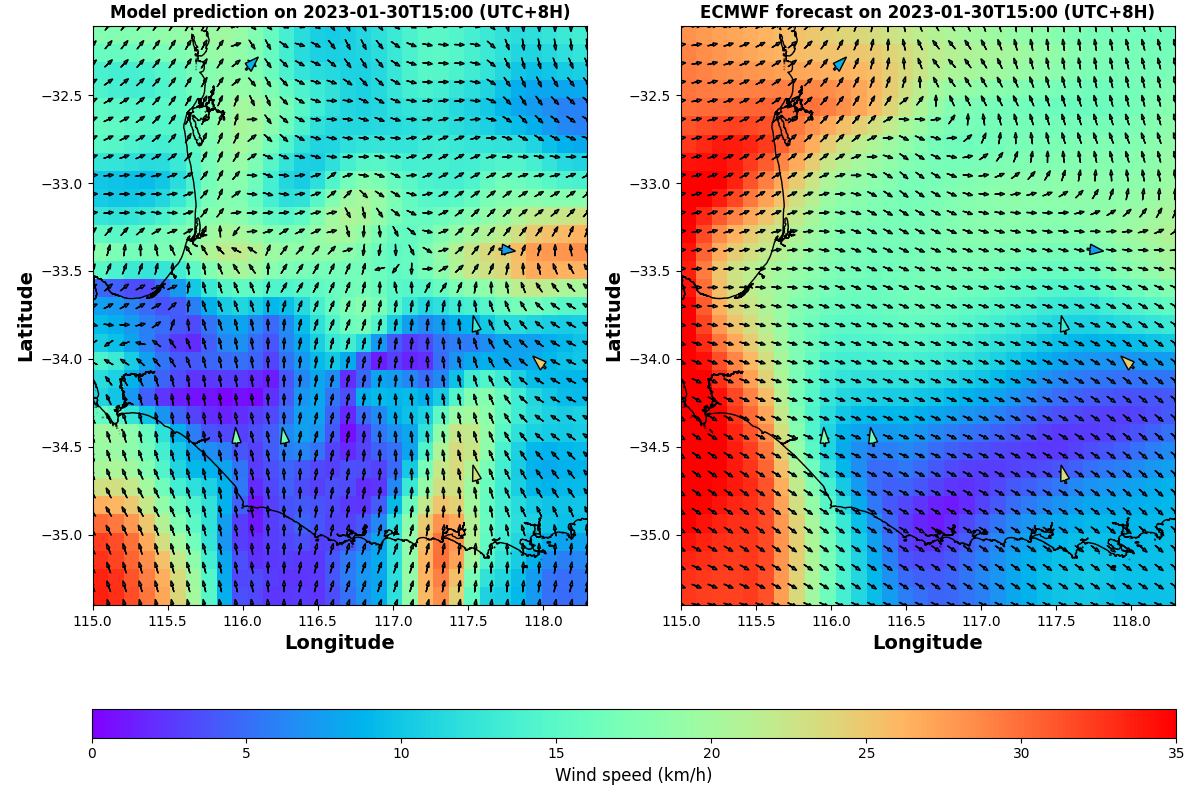 Model prediction on 2023-01-30T15:00 (UTC+8H)
ECMWF forecast on 2023-01-30T15:00 (UTC+8H)
Latitude
−32.5
−33.0
−33.5
−34.0
−34.5
−35.0
115.0 115.5 116.0 116.5 117.0 117.5 118.0
Longitude
Latitude
−32.5
−33.0
−33.5
−34.0
−34.5
−35.0
115.0 115.5 116.0 116.5 117.0 117.5 118.0
Longitude
0 5 10 15 20 25 30 35
Wind speed (km/h)